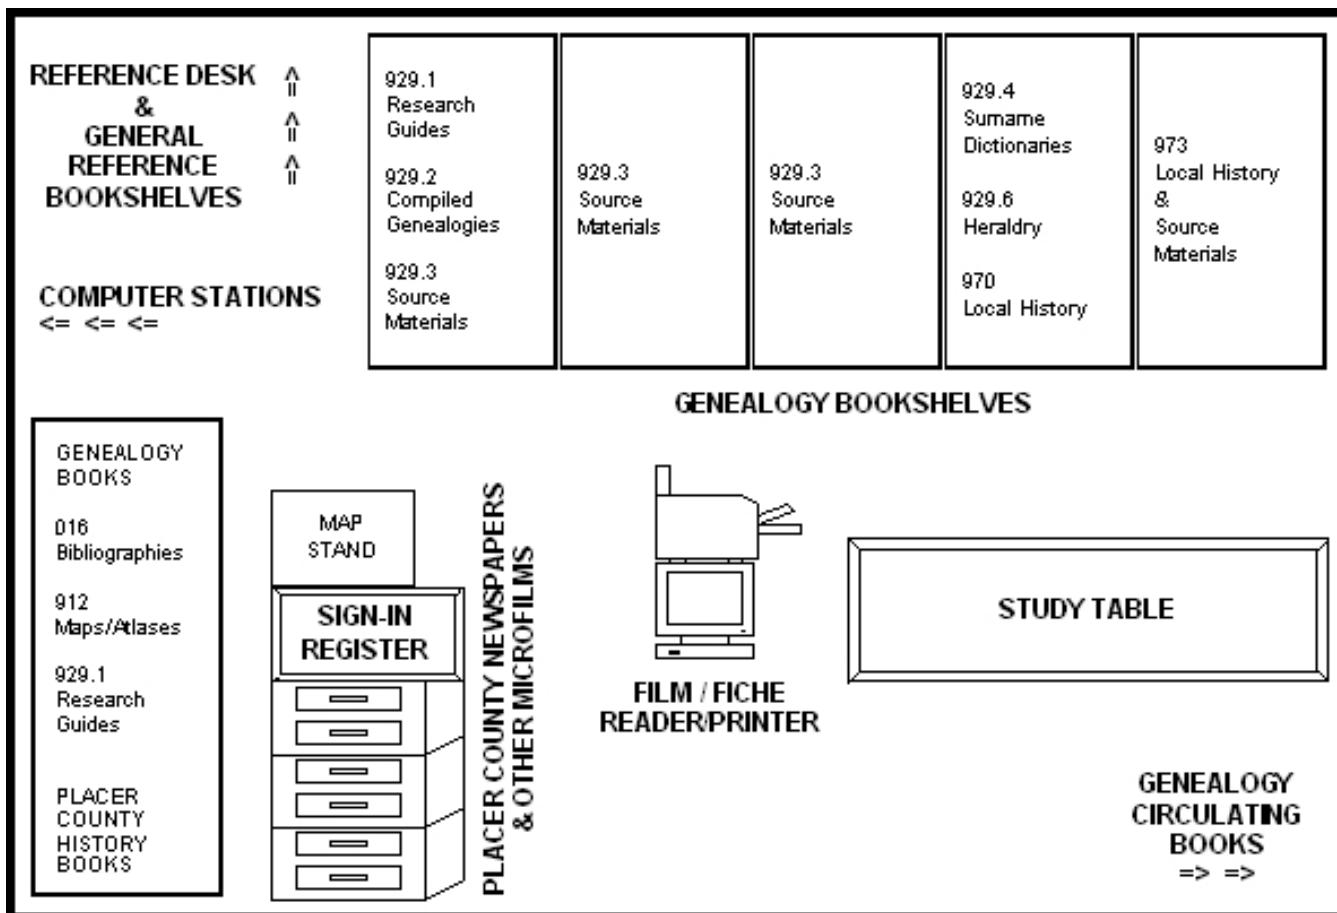 REFERENCE DESK
&
GENERAL
REFERENCE
BOOKSHELVES
<= <= <=
COMPUTER STATIONS
<= <= <=
929.1
Research
Guides
929.2
Compiled
Genealogies
929.3
Source
Materials
929.3
Source
Materials
929.3
Source
Materials
929.4
Surname
Dictionaries
929.6
Heraldry
970
Local History
973
Local History
&
Source
Materials
GENEALOGY BOOKSHELVES
GENEALOGY
BOOKS
016
Bibliographies
912
Maps/Atlases
929.1
Research
Guides
PLACER
COUNTY
HISTORY
BOOKS
MAP
STAND
SIGN-IN
REGISTER
PLACER COUNTY NEWSPAPERS
& OTHER MICROFILMS
FILM / FICHE
READER/PRINTER
STUDY TABLE
GENEALOGY
CIRCULATING
BOOKS
=> =>